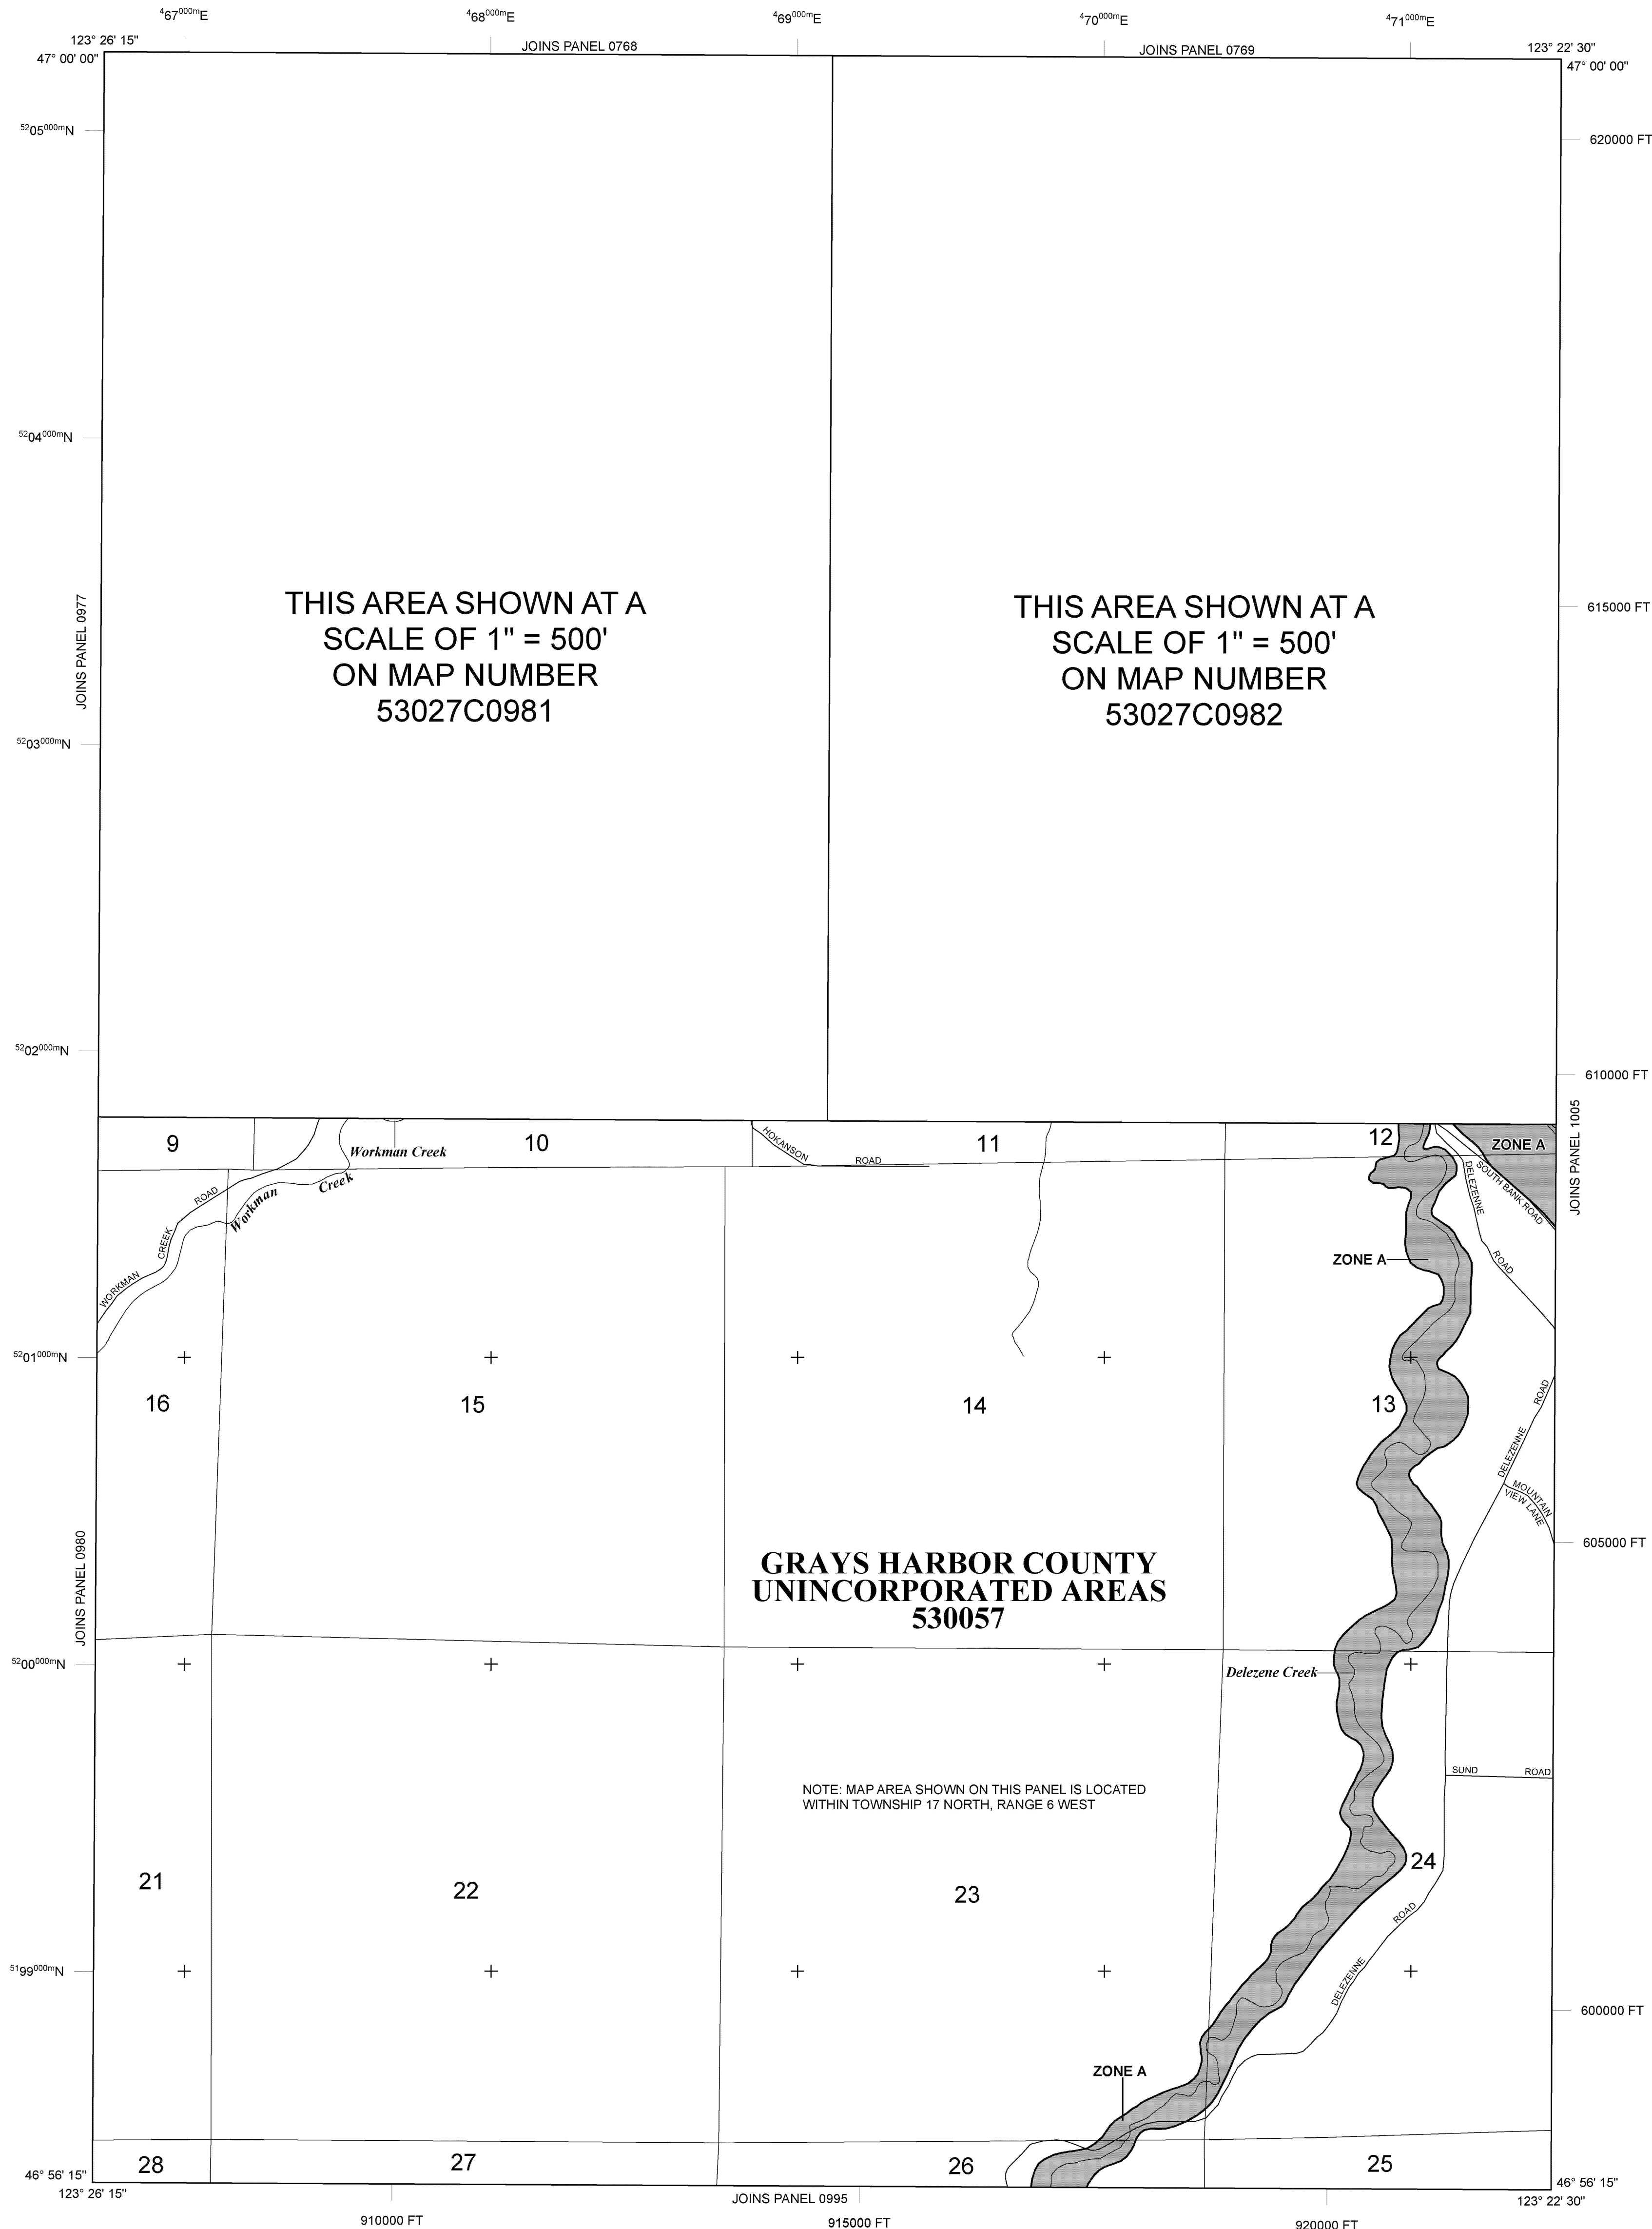 467000mE
468000mE
469000mE
470000mE
471000mE
123° 26' 15"
JOINS PANEL 0768
JOINS PANEL 0769
123° 22' 30"
47° 00' 00"
47° 00' 00"
5205000mN
620000 FT
5204000mN
THIS AREA SHOWN AT A
SCALE OF 1" = 500'
ON MAP NUMBER
53027C0981
THIS AREA SHOWN AT A
SCALE OF 1" = 500'
ON MAP NUMBER
53027C0982
JOINS PANEL 0977
615000 FT
5203000mN
5202000mN
610000 FT
JOINS PANEL 1005
9
10
11
12
Workman Creek
HOKANSON
ROAD
ZONE A
Workman
Creek
WORKMAN
CREEK
ROAD
DELEZENNE
ROAD
SOUTH BANK ROAD
ZONE A
5201000mN
16
15
14
13
DELEZENNE
ROAD
MOUNTAIN
VIEW LANE
JOINS PANEL 0980
605000 FT
GRAYS HARBOR COUNTY
UNINCORPORATED AREAS
530057
5200000mN
Delezene Creek
SUND
ROAD
NOTE: MAP AREA SHOWN ON THIS PANEL IS LOCATED
WITHIN TOWNSHIP 17 NORTH, RANGE 6 WEST
21
22
23
24
DELEZENNE
ROAD
5199000mN
600000 FT
ZONE A
28
27
26
25
46° 56' 15"
46° 56' 15"
123° 26' 15"
JOINS PANEL 0995
123° 22' 30"
910000 FT
915000 FT
920000 FT